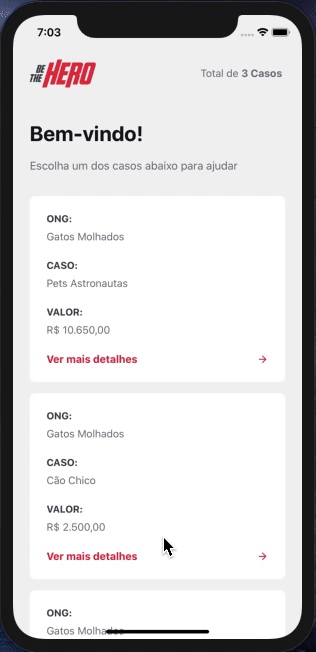 7:03
BE THE HERO
Total de 3 Casos
Bem-vindo!
Escolha um dos casos abaixo para ajudar
ONG:
Gatos Molhados
CASO:
Pets Astronautas
VALOR:
R$ 10.650,00
Ver mais detalhes →
ONG:
Gatos Molhados
CASO:
Cão Chico
VALOR:
R$ 2.500,00
Ver mais detalhes →
ONG:
Gatos Molhados